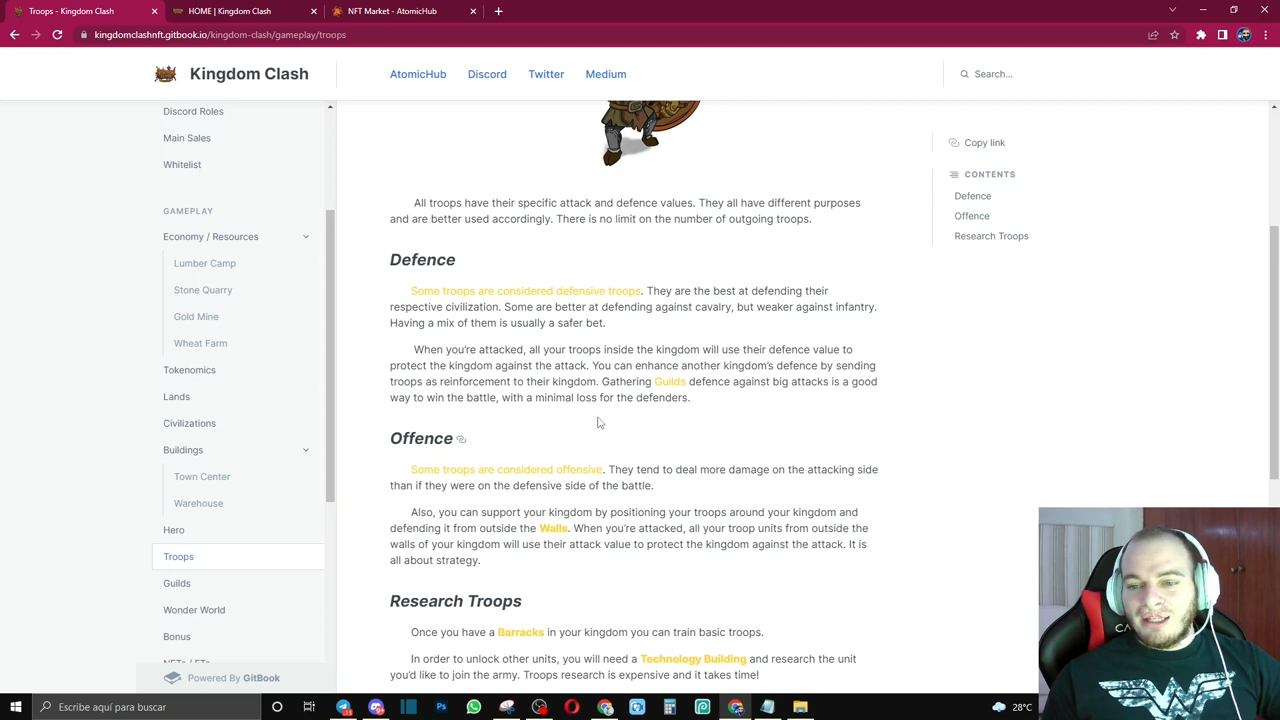 Troops - Kingdom Clash
HOME | Kingdom Clash
NFT Market - AtomicHub
kingdomclashnft.gitbook.io/kingdom-clash/gameplay/troops
Kingdom Clash
AtomicHub
Discord
Twitter
Medium
Search...
Discord Roles
Main Sales
Whitelist
GAMEPLAY
Economy / Resources
Lumber Camp
Stone Quarry
Gold Mine
Wheat Farm
Tokenomics
Lands
Civilizations
Buildings
Town Center
Warehouse
Hero
Troops
Guilds
Wonder World
Bonus
NFTs / FTs
Powered By GitBook
All troops have their specific attack and defence values. They all have different purposes
and are better used accordingly. There is no limit on the number of outgoing troops.
Defence
Some troops are considered defensive troops. They are the best at defending their
respective civilization. Some are better at defending against cavalry, but weaker against infantry.
Having a mix of them is usually a safer bet.
When you're attacked, all your troops inside the kingdom will use their defence value to
protect the kingdom against the attack. You can enhance another kingdom's defence by sending
troops as reinforcement to their kingdom. Gathering Guilds defence against big attacks is a good
way to win the battle, with a minimal loss for the defenders.
Offence
Some troops are considered offensive. They tend to deal more damage on the attacking side
than if they were on the defensive side of the battle.
Also, you can support your kingdom by positioning your troops around your kingdom and
defending it from outside the Walls. When you're attacked, all your troop units from outside the
walls of your kingdom will use their attack value to protect the kingdom against the attack. It is
all about strategy.
Research Troops
Once you have a Barracks in your kingdom you can train basic troops.
In order to unlock other units, you will need a Technology Building and research the unit
you'd like to join the army. Troops research is expensive and it takes time!
Copy link
CONTENTS
Defence
Offence
Research Troops
Escribe aquí para buscar
28°C